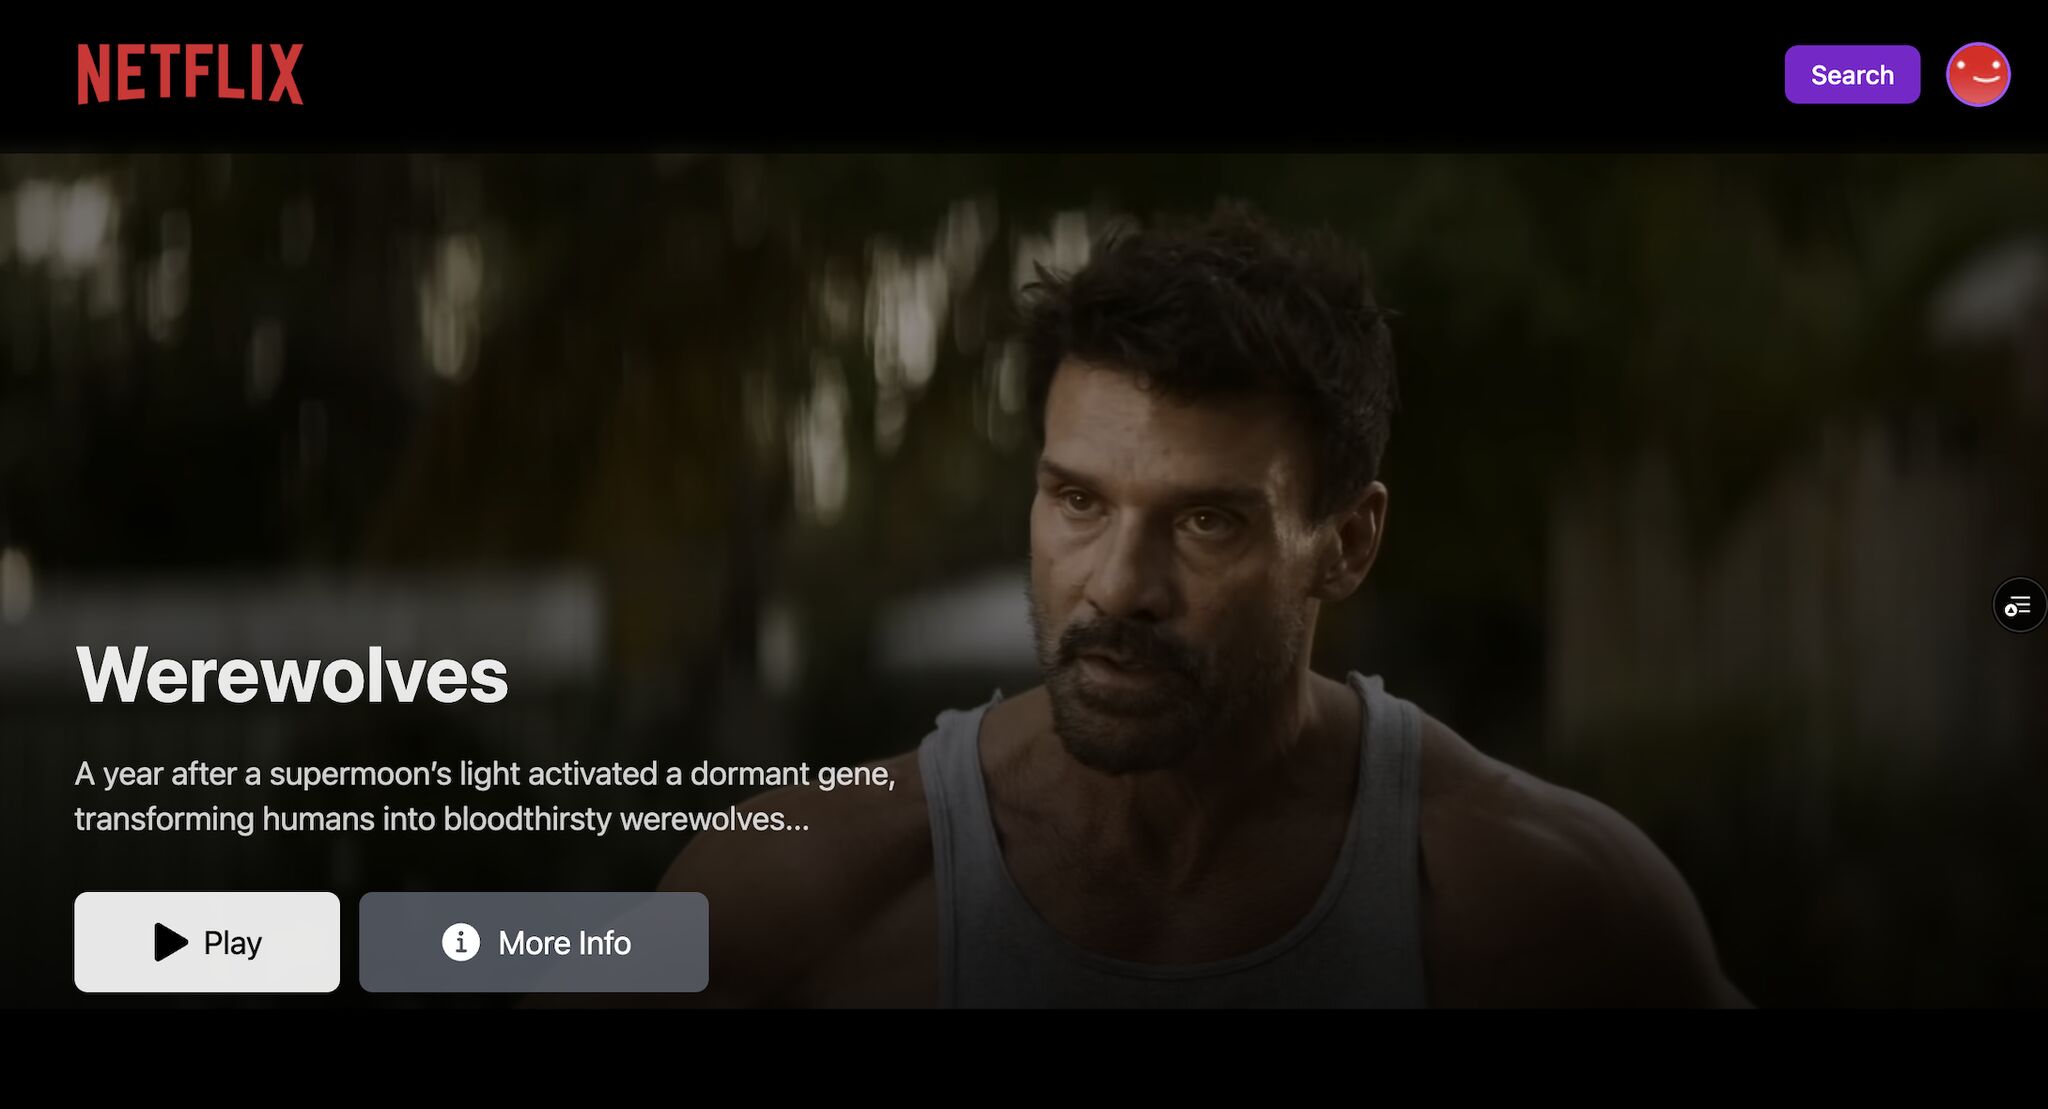 NETFLIX
Search
Werewolves
A year after a supermoon’s light activated a dormant gene,
transforming humans into bloodthirsty werewolves...
Play
More Info